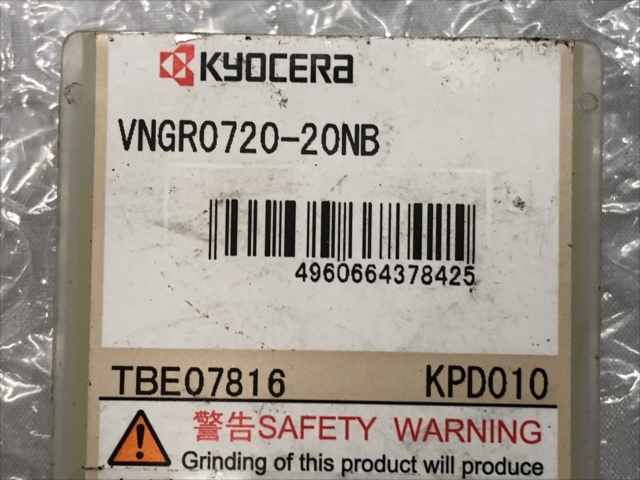 KYOCERA
VNGR0720-20NB
4960664378425
TBE07816 KPD010
警告SAFETY WARNING
Grinding of this product will produce